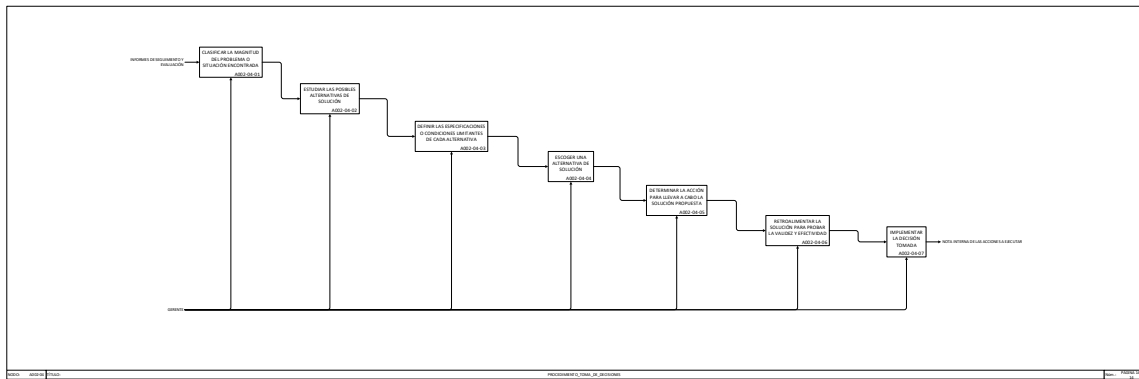 CLASIFICAR LA MAGNITUD
DEL PROBLEMA O
SITUACIÓN ENCONTRADA
A002-04-01
INFORMES DE SEGUIMIENTO Y
EVALUACIÓN
ESTUDIAR LAS POSIBLES
ALTERNATIVAS DE
SOLUCIÓN
A002-04-02
DEFINIR LAS ESPECIFICACIONES
O CONDICIONES LIMITANTES
DE CADA ALTERNATIVA
A002-04-03
ESCOGER UNA
ALTERNATIVA DE
SOLUCIÓN
A002-04-04
DETERMINAR LA ACCIÓN
PARA LLEVAR A CABO LA
SOLUCIÓN PROPUESTA
A002-04-05
RETROALIMENTAR LA
SOLUCIÓN PARA PROBAR
LA VALIDEZ Y EFECTIVIDAD
A002-04-06
IMPLEMENTAR
LA DECISIÓN
TOMADA
A002-04-07
NOTA INTERNA DE LAS ACCIONES A EJECUTAR
GERENTE
NODO: A002-04 TÍTULO: PROCEDIMIENTO_TOMA_DE_DECISIONES